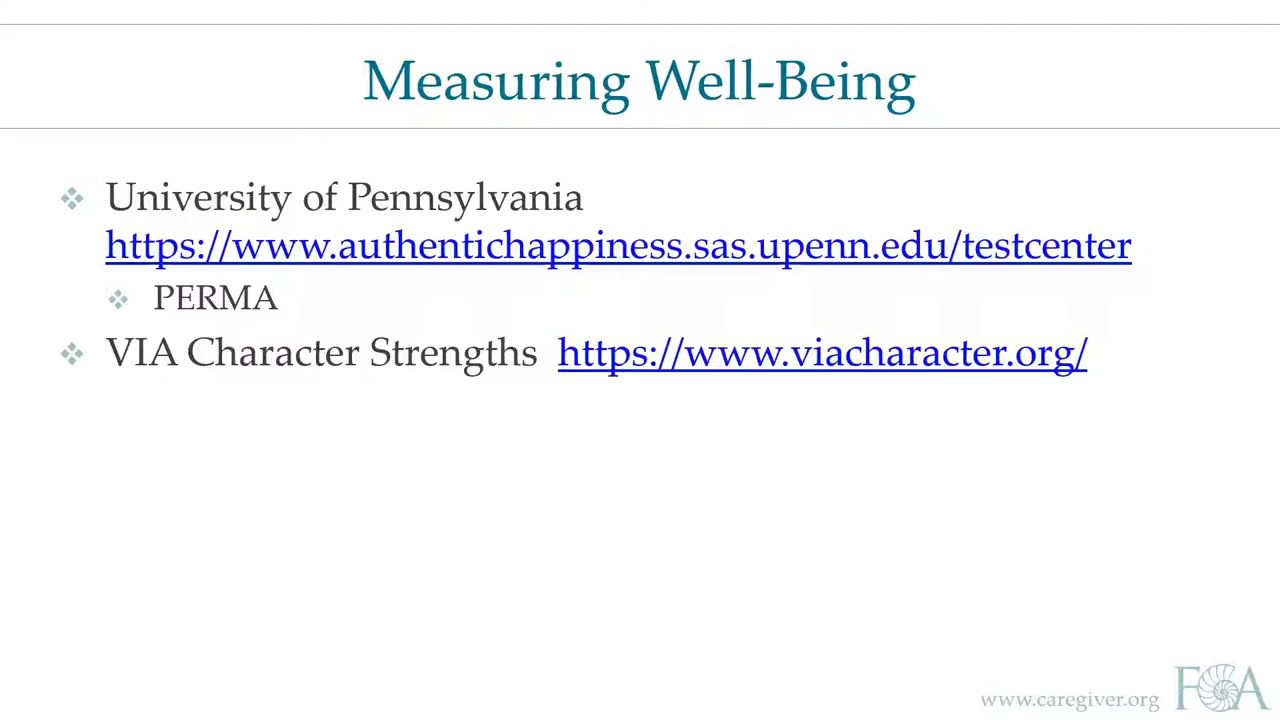 Measuring Well-Being
University of Pennsylvania
https://www.authentichappiness.sas.upenn.edu/testcenter
PERMA
VIA Character Strengths https://www.viacharacter.org/
www.caregiver.org FCA